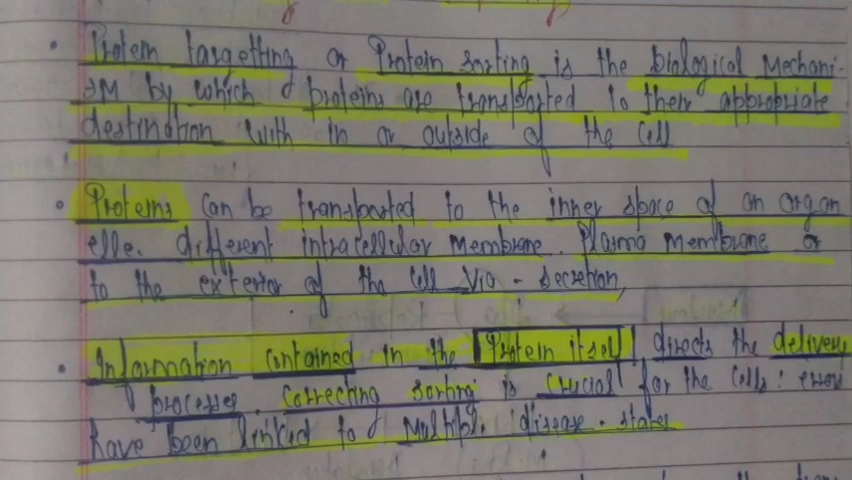 • Protein targetting or Protein sorting is the biological Mechani-
sm by which proteins are transported to their appropriate
destination with in or outside of the cell
• Proteins can be transported to the inner space of an organ
elle. different intracellular membrane. Plasma membrane or
to the exterior of the cell via - secretion,
• Information contained in the Protein itself directs the delivery
processes. Correcting sorting is crucial for the cells: error
have been linked to Multiple disease. states